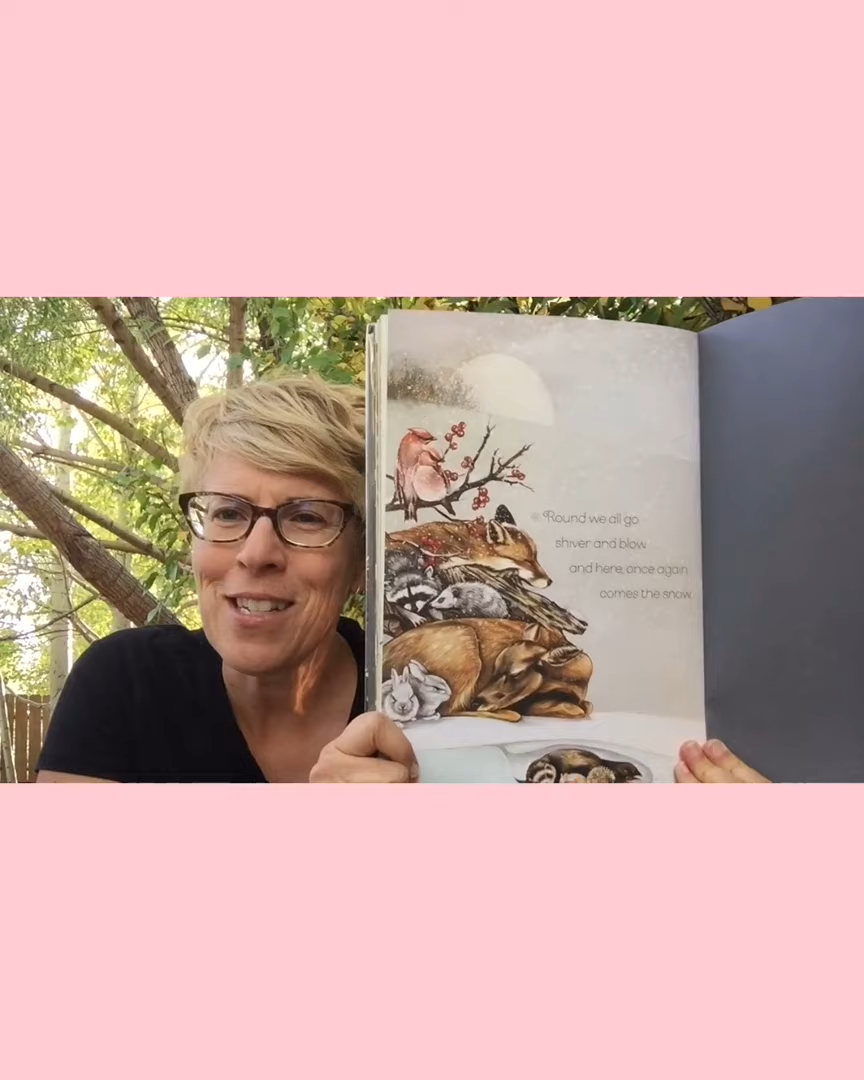 'Round we all go
shiver and blow
and here, once again
comes the snow.